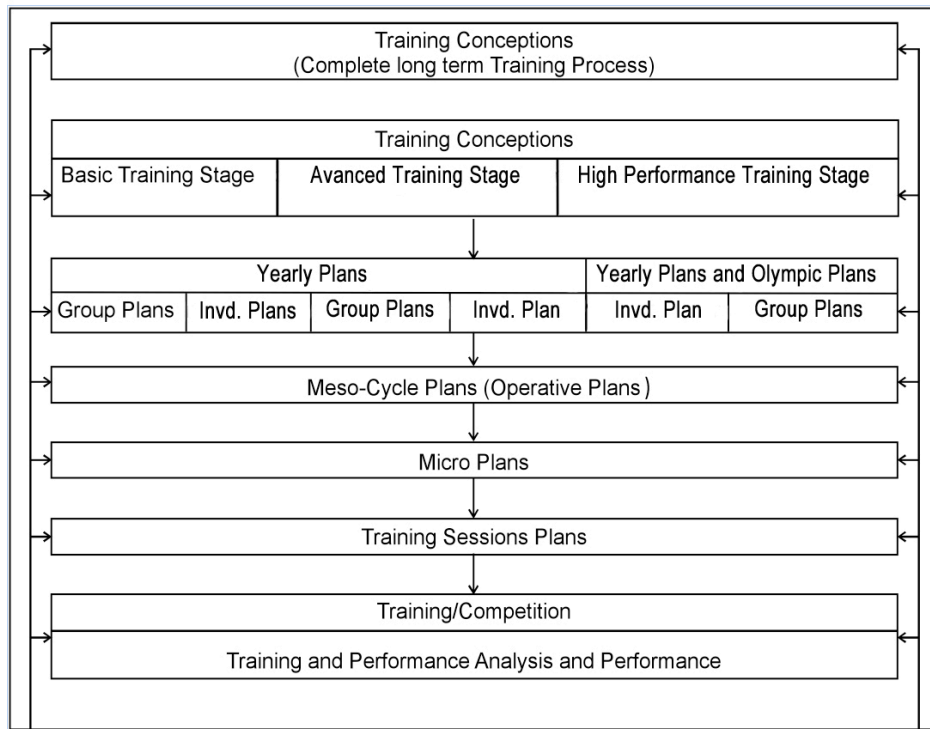 Training Conceptions
(Complete long term Training Process)
Training Conceptions
Basic Training Stage
Avanced Training Stage
High Performance Training Stage
Yearly Plans
Yearly Plans and Olympic Plans
Group Plans
Invd. Plans
Group Plans
Invd. Plan
Invd. Plan
Group Plans
Meso-Cycle Plans (Operative Plans)
Micro Plans
Training Sessions Plans
Training/Competition
Training and Performance Analysis and Performance